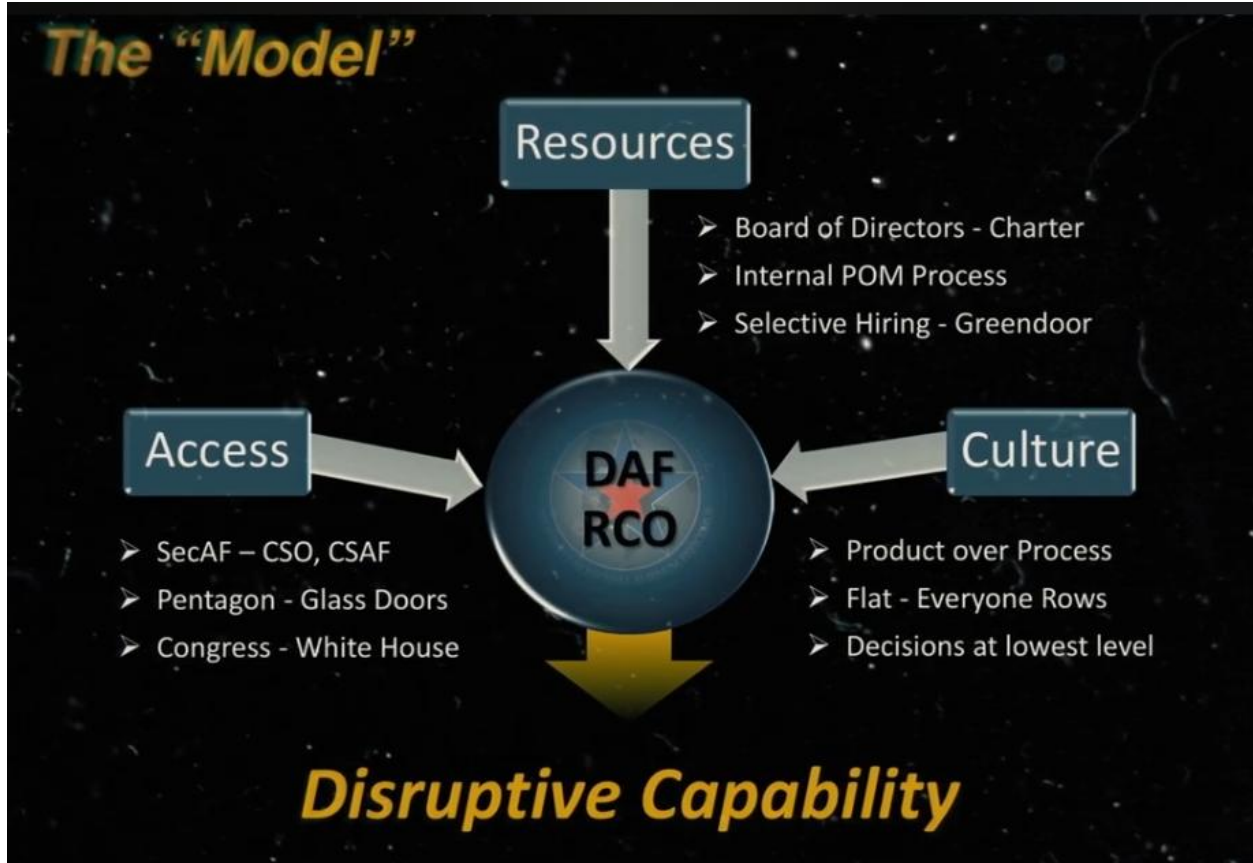 The “Model”
Resources
➢ Board of Directors - Charter
➢ Internal POM Process
➢ Selective Hiring - Greendoor
Access
➢ SecAF – CSO, CSAF
➢ Pentagon - Glass Doors
➢ Congress - White House
DAF
RCO
Culture
➢ Product over Process
➢ Flat - Everyone Rows
➢ Decisions at lowest level
Disruptive Capability